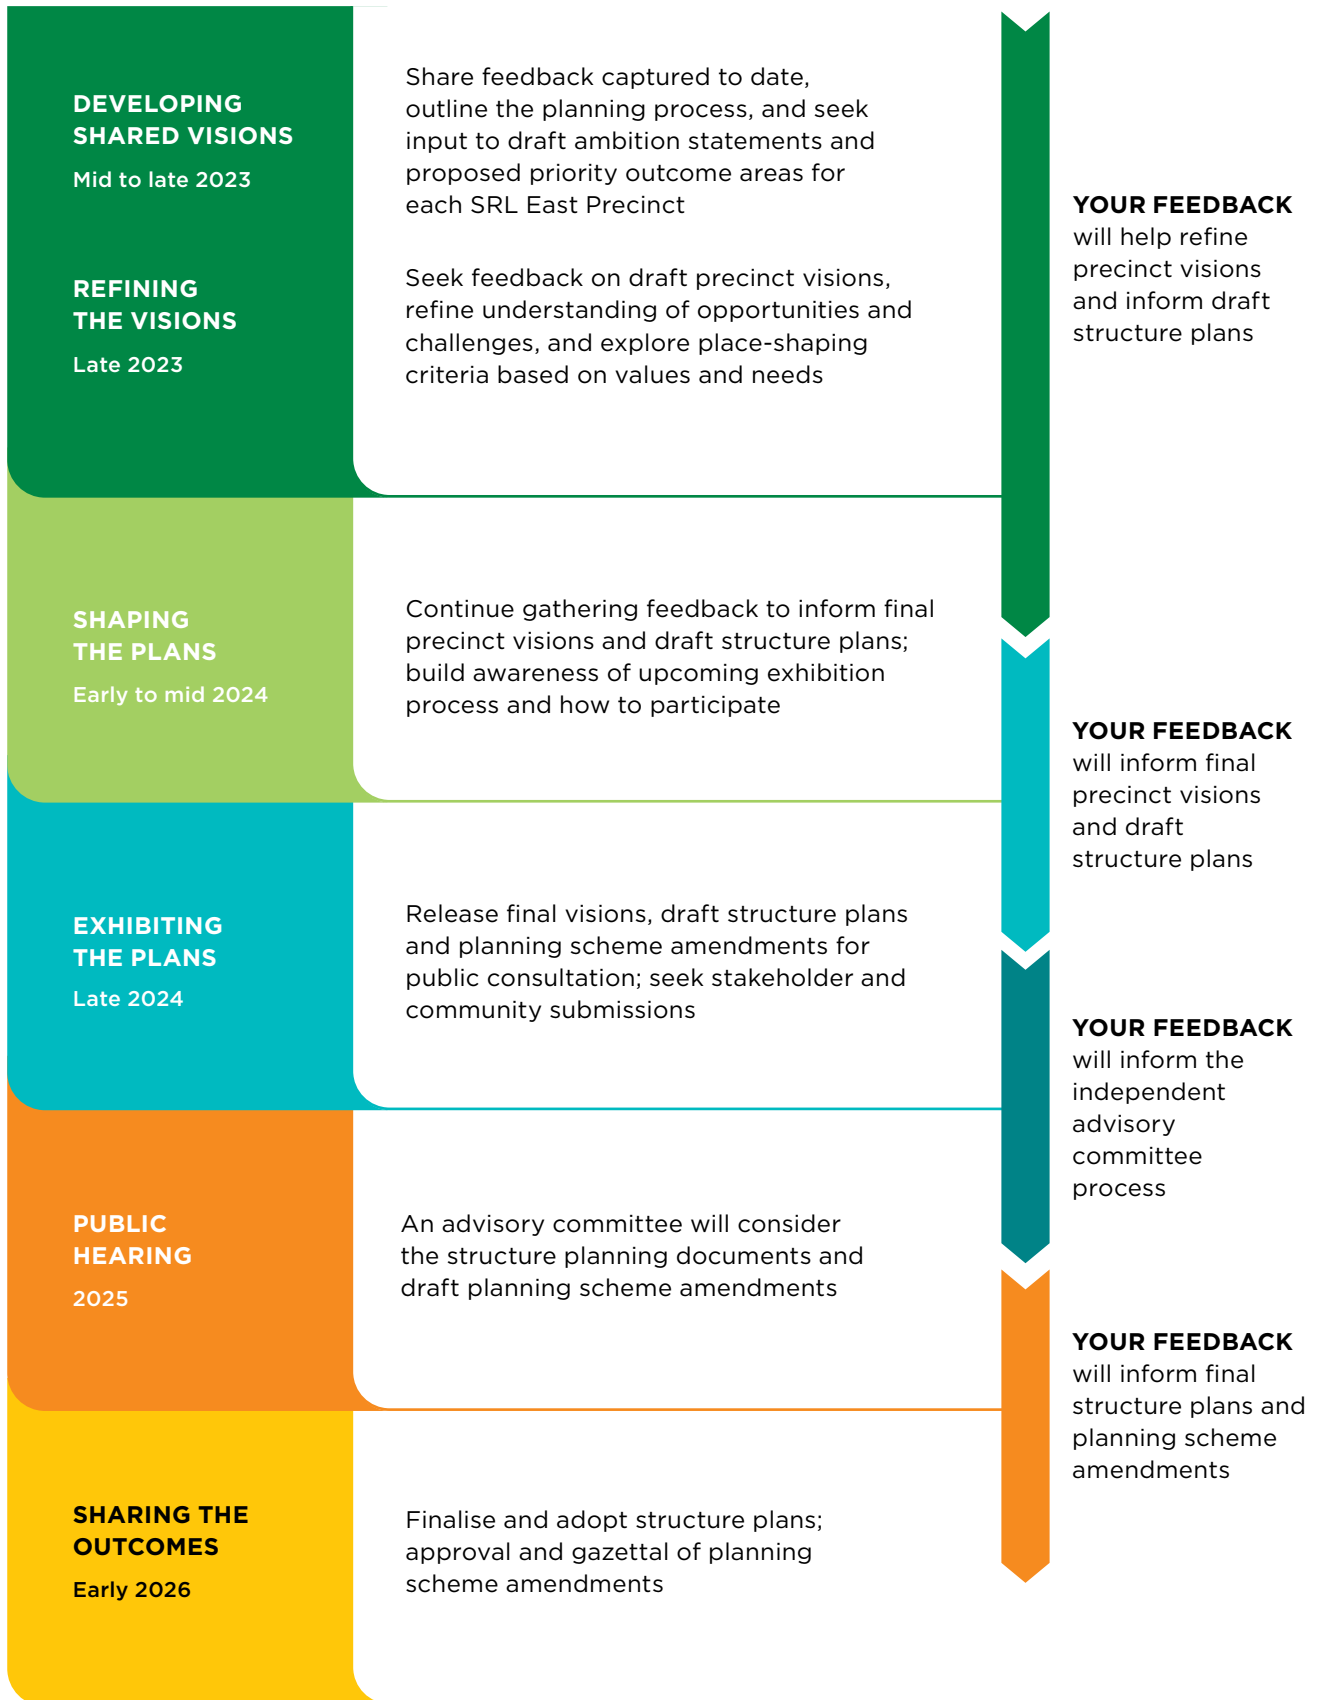 DEVELOPING
SHARED VISIONS
Mid to late 2023
Share feedback captured to date,
outline the planning process, and seek
input to draft ambition statements and
proposed priority outcome areas for
each SRL East Precinct
REFINING
THE VISIONS
Late 2023
Seek feedback on draft precinct visions,
refine understanding of opportunities and
challenges, and explore place-shaping
criteria based on values and needs
YOUR FEEDBACK
will help refine
precinct visions
and inform draft
structure plans
SHAPING
THE PLANS
Early to mid 2024
Continue gathering feedback to inform final
precinct visions and draft structure plans;
build awareness of upcoming exhibition
process and how to participate
YOUR FEEDBACK
will inform final
precinct visions
and draft
structure plans
EXHIBITING
THE PLANS
Late 2024
Release final visions, draft structure plans
and planning scheme amendments for
public consultation; seek stakeholder and
community submissions
YOUR FEEDBACK
will inform the
independent
advisory
committee
process
PUBLIC
HEARING
2025
An advisory committee will consider
the structure planning documents and
draft planning scheme amendments
YOUR FEEDBACK
will inform final
structure plans and
planning scheme
amendments
SHARING THE
OUTCOMES
Early 2026
Finalise and adopt structure plans;
approval and gazettal of planning
scheme amendments